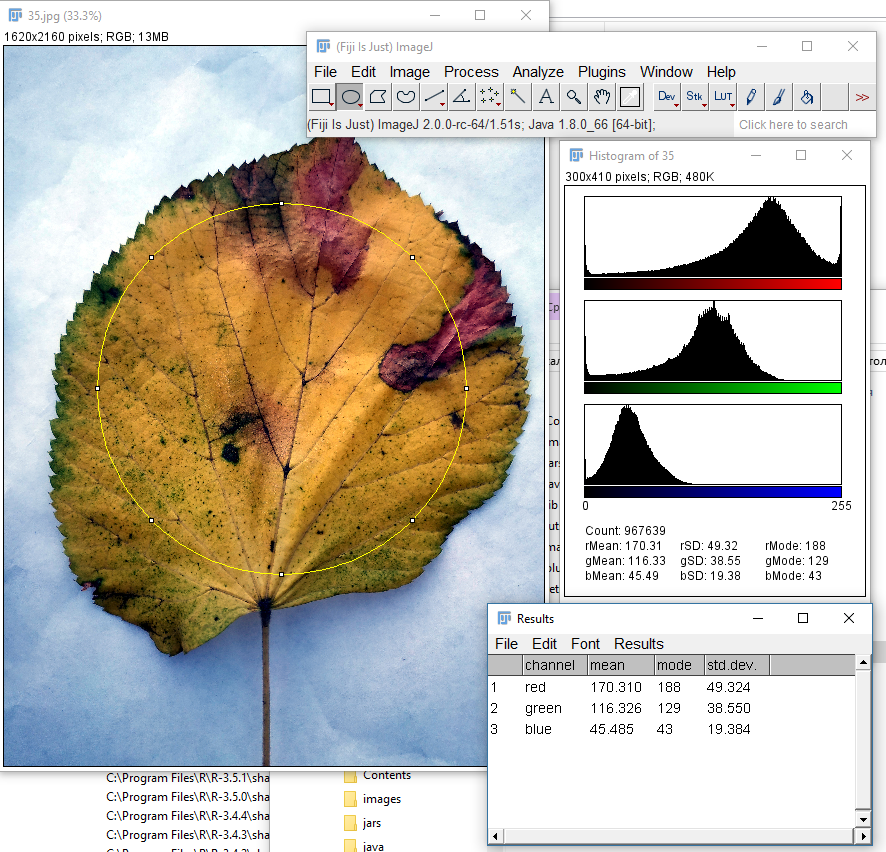 35.jpg (33.3%)
1620x2160 pixels; RGB; 13MB
(Fiji Is Just) ImageJ
File Edit Image Process Analyze Plugins Window Help
A Dev Stk LUT >>
(Fiji Is Just) ImageJ 2.0.0-rc-64/1.51s; Java 1.8.0_66 [64-bit];
Click here to search
Histogram of 35
300x410 pixels; RGB; 480K
0 255
Count: 967639
rMean: 170.31 rSD: 49.32 rMode: 188
gMean: 116.33 gSD: 38.55 gMode: 129
bMean: 45.49 bSD: 19.38 bMode: 43
Results
File Edit Font Results
channel mean mode std.dev.
1 red 170.310 188 49.324
2 green 116.326 129 38.550
3 blue 45.485 43 19.384
C:\Program Files\R\R-3.5.1\sha
C:\Program Files\R\R-3.5.0\sha
C:\Program Files\R\R-3.4.4\sha
C:\Program Files\R\R-3.4.3\sha
Contents
images
jars
java